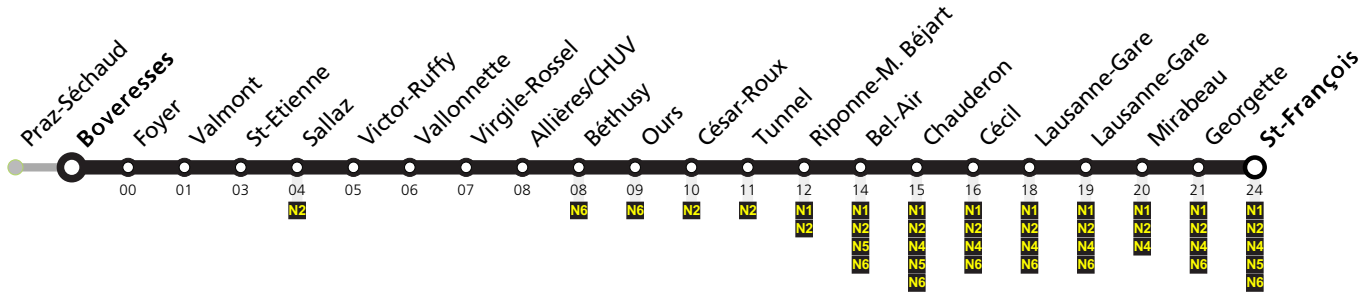 Praz-Séchaud
Boveresses
Foyer
Valmont
St-Etienne
Sallaz
Victor-Ruffy
Vallonnette
Virgile-Rossel
Allières/CHUV
Béthusy
Ours
César-Roux
Tunnel
Riponne-M. Béjart
Bel-Air
Chauderon
Cécil
Lausanne-Gare
Lausanne-Gare
Mirabeau
Georgette
St-François
00 01 03 04 05 06 07 08 08 09 10 11 12 14 15 16 18 19 20 21 24
N2 N6 N6 N2 N2 N1 N1 N1 N1 N1 N1 N1 N1 N1
N2 N2 N2 N2 N2 N2 N2 N2 N2
N5 N4 N4 N4 N4 N4 N4 N4
N6 N5 N6 N6 N6 N6 N5
N6 N6